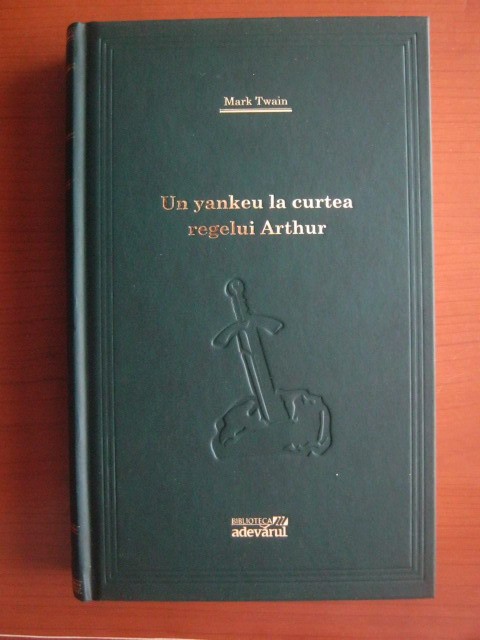 Mark Twain
Un yankeu la curtea
regelui Arthur
BIBLIOTECA
adevărul